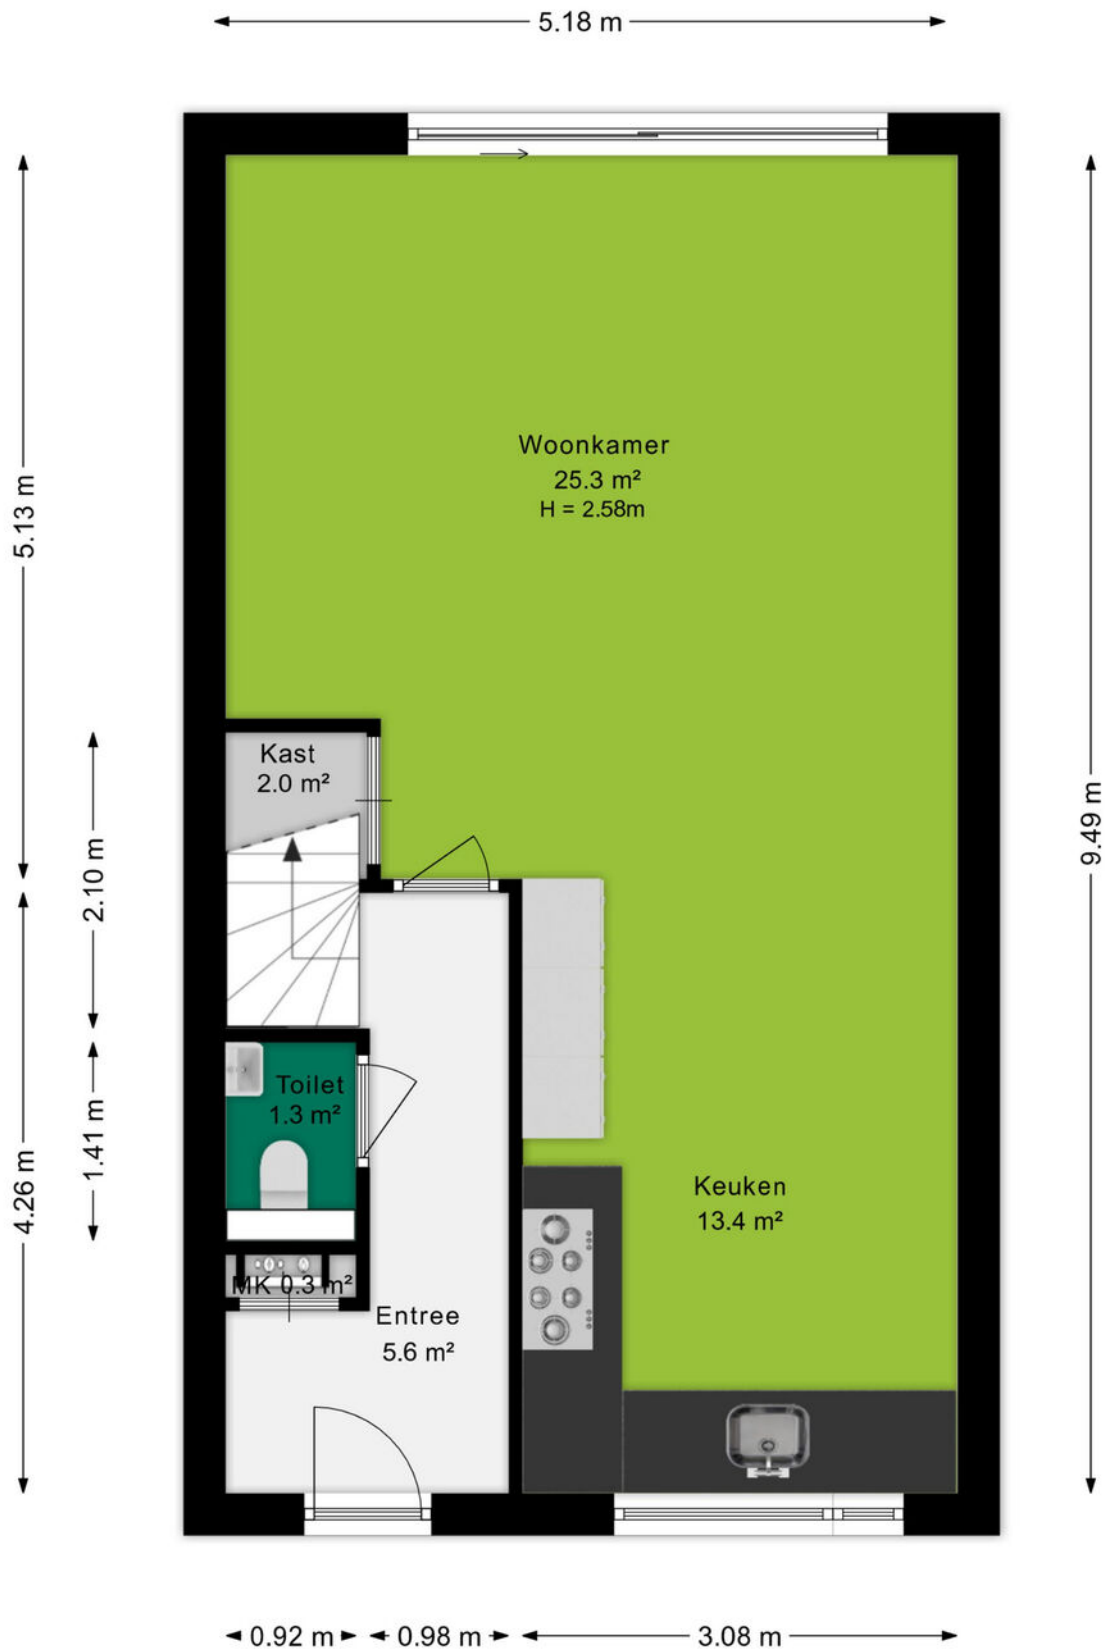 5.18 m
Woonkamer
25.3 m²
H = 2.58m
5.13 m
Kast
2.0 m²
9.49 m
2.10 m
Toilet
1.3 m²
1.41 m
4.26 m
Keuken
13.4 m²
MK 0.3 m²
Entree
5.6 m²
0.92 m
0.98 m
3.08 m